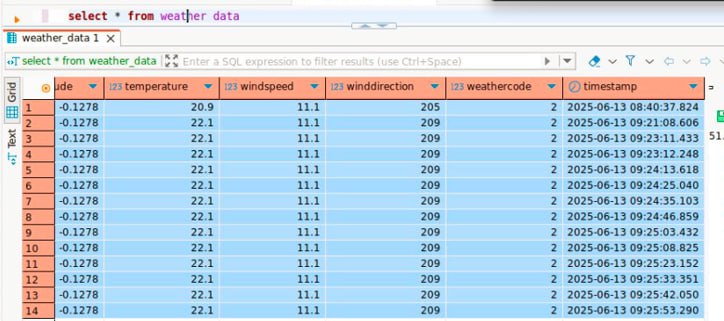 select * from weather data
weather_data 1
select * from weather_data Enter a SQL expression to filter results (use Ctrl+Space)
Grid
Text
ude 123 temperature 123 windspeed 123 winddirection 123 weathercode timestamp
1 -0.1278 20.9 11.1 205 2 2025-06-13 08:40:37.824
2 -0.1278 22.1 11.1 209 2 2025-06-13 09:21:08.606
3 -0.1278 22.1 11.1 209 2 2025-06-13 09:23:11.433
4 -0.1278 22.1 11.1 209 2 2025-06-13 09:23:12.248
5 -0.1278 22.1 11.1 209 2 2025-06-13 09:24:13.618
6 -0.1278 22.1 11.1 209 2 2025-06-13 09:24:25.040
7 -0.1278 22.1 11.1 209 2 2025-06-13 09:24:35.103
8 -0.1278 22.1 11.1 209 2 2025-06-13 09:24:46.859
9 -0.1278 22.1 11.1 209 2 2025-06-13 09:25:03.432
10 -0.1278 22.1 11.1 209 2 2025-06-13 09:25:08.825
11 -0.1278 22.1 11.1 209 2 2025-06-13 09:25:23.152
12 -0.1278 22.1 11.1 209 2 2025-06-13 09:25:33.351
13 -0.1278 22.1 11.1 209 2 2025-06-13 09:25:42.050
14 -0.1278 22.1 11.1 209 2 2025-06-13 09:25:53.290
51.